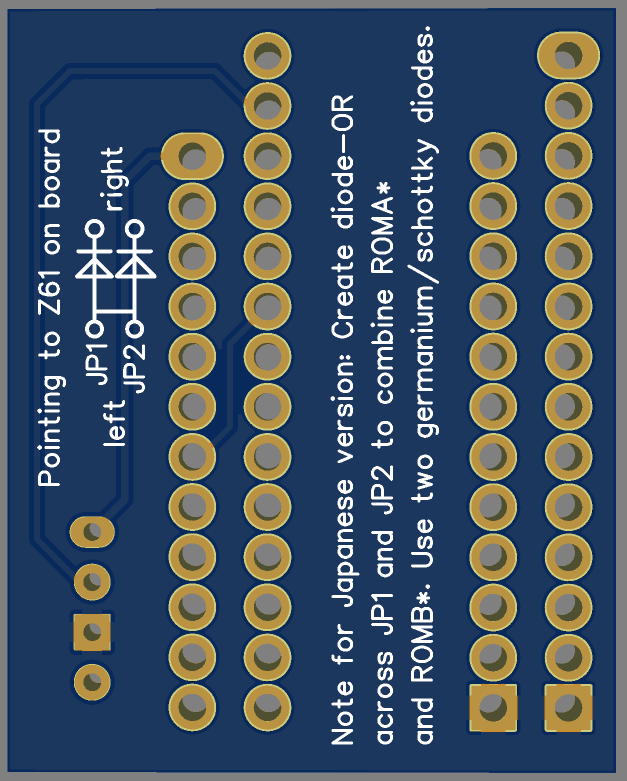 Pointing to Z61 on board
left JP1 right
JP2
Note for Japanese version: Create diode-OR
across JP1 and JP2 to combine ROMA*
and ROMB*. Use two germanium/schottky diodes.